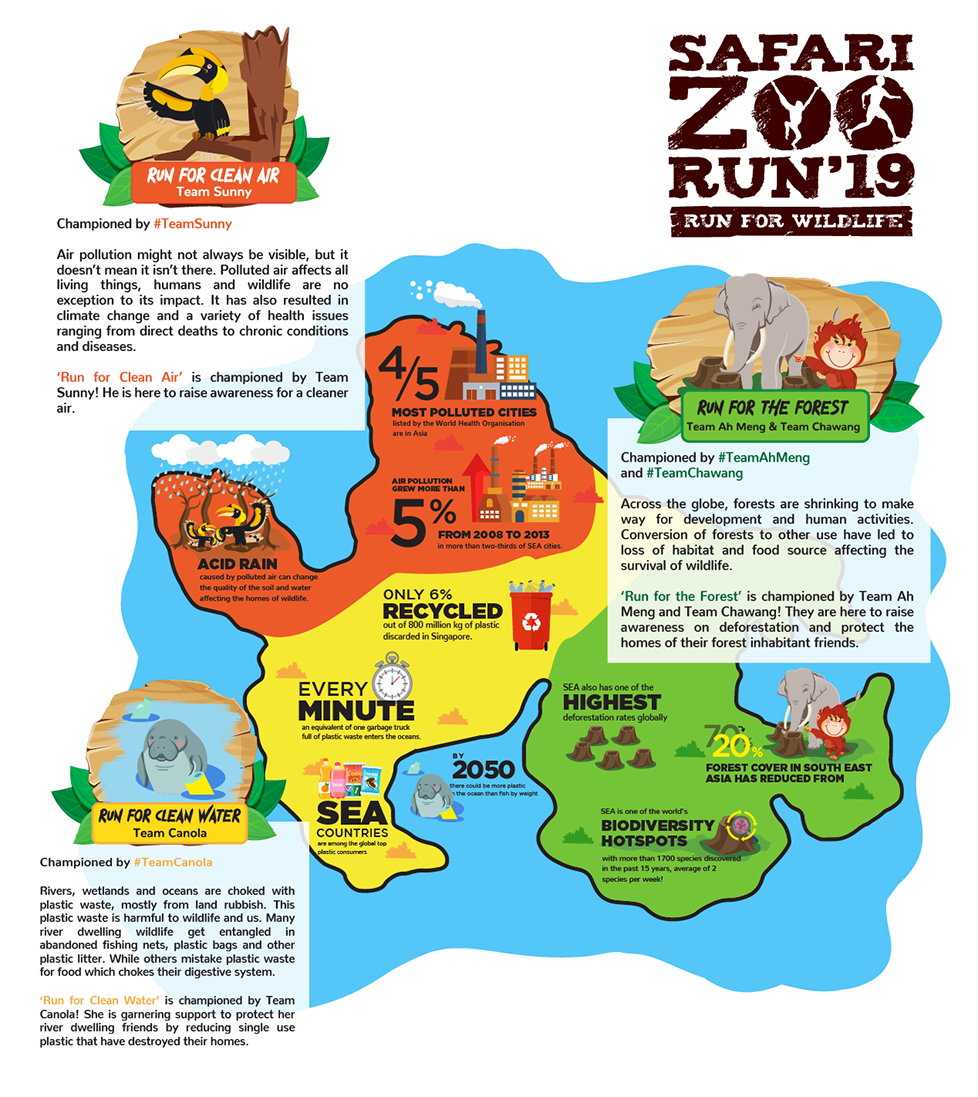 SAFARI
ZOO
RUN'19
RUN FOR WILDLIFE
RUN FOR CLEAN AIR
Team Sunny
Championed by #TeamSunny
Air pollution might not always be visible, but it
doesn't mean it isn't there. Polluted air affects all
living things, humans and wildlife are no
exception to its impact. It has also resulted in
climate change and a variety of health issues
ranging from direct deaths to chronic conditions
and diseases.
'Run for Clean Air' is championed by Team
Sunny! He is here to raise awareness for a cleaner
air.
4/5
MOST POLLUTED CITIES
listed by the World Health Organisation
are in Asia
AIR POLLUTION
GREW MORE THAN
5%
FROM 2008 TO 2013
in more than two-thirds of SEA cities.
ACID RAIN
caused by polluted air can change
the quality of the soil and water
affecting the homes of wildlife.
RUN FOR THE FOREST
Team Ah Meng & Team Chawang
Championed by #TeamAhMeng
and #TeamChawang
Across the globe, forests are shrinking to make
way for development and human activities.
Conversion of forests to other use have led to
loss of habitat and food source affecting the
survival of wildlife.
'Run for the Forest' is championed by Team Ah
Meng and Team Chawang! They are here to raise
awareness on deforestation and protect the
homes of their forest inhabitant friends.
ONLY 6%
RECYCLED
out of 800 million kg of plastic
discarded in Singapore.
EVERY
MINUTE
an equivalent of one garbage truck
full of plastic waste enters the oceans.
SEA
COUNTRIES
are among the global top
plastic consumers
BY
2050
there could be more plastic
in the ocean than fish by weight
SEA also has one of the
HIGHEST
deforestation rates globally
70%
20%
FOREST COVER IN SOUTH EAST
ASIA HAS REDUCED FROM
SEA is one of the world's
BIODIVERSITY
HOTSPOTS
with more than 1700 species discovered
in the past 15 years, average of 2
species per week!
RUN FOR CLEAN WATER
Team Canola
Championed by #TeamCanola
Rivers, wetlands and oceans are choked with
plastic waste, mostly from land rubbish. This
plastic waste is harmful to wildlife and us. Many
river dwelling wildlife get entangled in
abandoned fishing nets, plastic bags and other
plastic litter. While others mistake plastic waste
for food which chokes their digestive system.
'Run for Clean Water' is championed by Team
Canola! She is garnering support to protect her
river dwelling friends by reducing single use
plastic that have destroyed their homes.